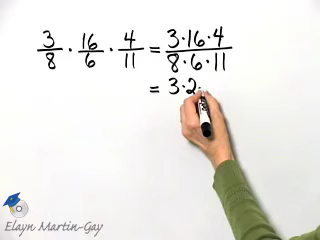 3/8 · 16/6 · 4/11 = 3·16·4/8·6·11
= 3·2·
Elayn Martin-Gay